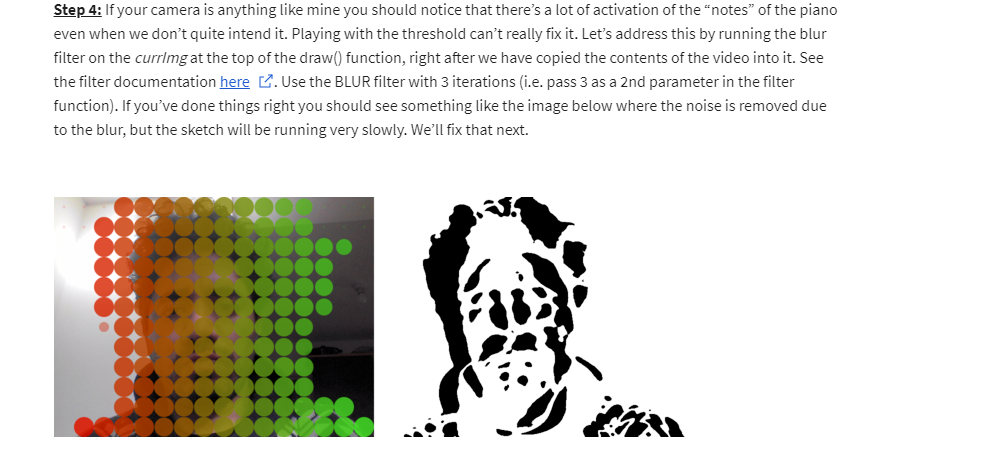 Step 4: If your camera is anything like mine you should notice that there's a lot of activation of the “notes” of the piano
even when we don't quite intend it. Playing with the threshold can't really fix it. Let's address this by running the blur
filter on the currImg at the top of the draw() function, right after we have copied the contents of the video into it. See
the filter documentation here . Use the BLUR filter with 3 iterations (i.e. pass 3 as a 2nd parameter in the filter
function). If you've done things right you should see something like the image below where the noise is removed due
to the blur, but the sketch will be running very slowly. We'll fix that next.